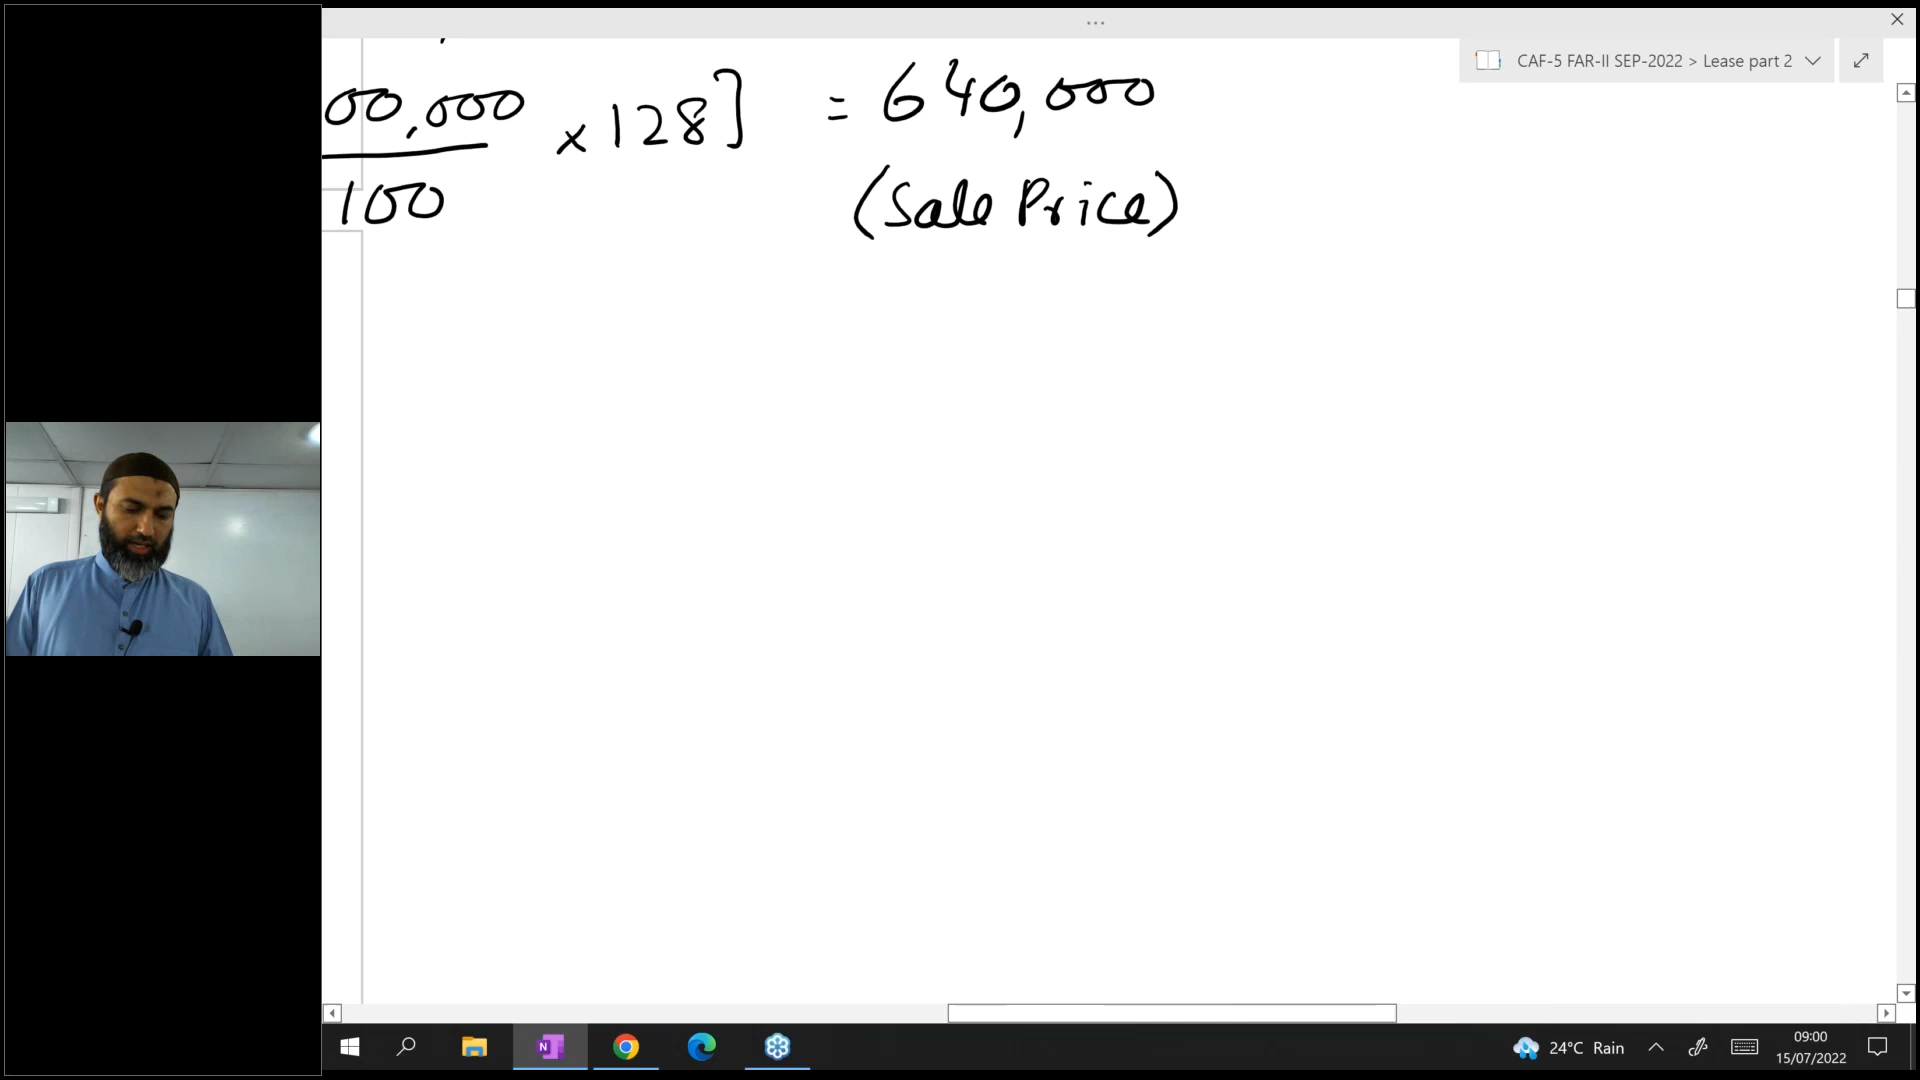 CAF-5 FAR-II SEP-2022 > Lease part 2
00,000
100
× 128] = 640,000
(Sale Price)
N
24°C Rain
09:00
15/07/2022